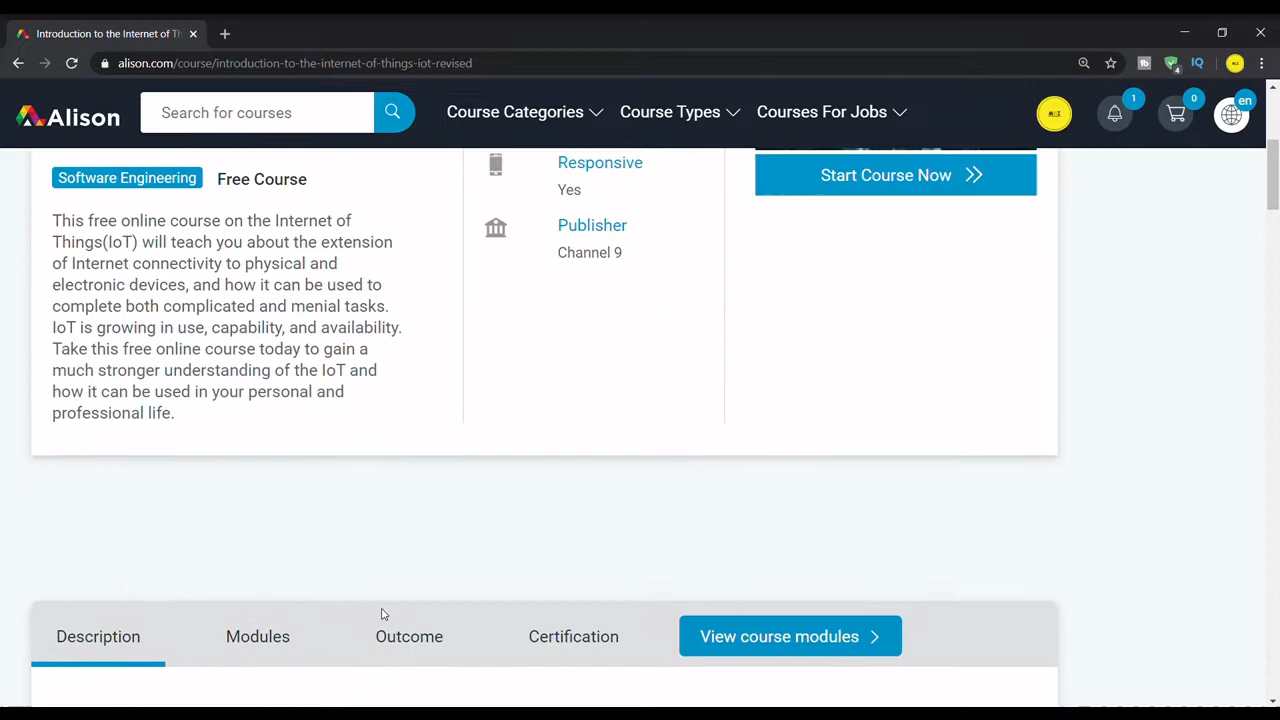 Introduction to the Internet of Th
alison.com/course/introduction-to-the-internet-of-things-iot-revised
4
IQ
Alison
Search for courses
Course Categories
Course Types
Courses For Jobs
1
0
en
Software Engineering
Free Course
This free online course on the Internet of
Things(IoT) will teach you about the extension
of Internet connectivity to physical and
electronic devices, and how it can be used to
complete both complicated and menial tasks.
IoT is growing in use, capability, and availability.
Take this free online course today to gain a
much stronger understanding of the IoT and
how it can be used in your personal and
professional life.
Responsive
Yes
Publisher
Channel 9
Start Course Now
Description
Modules
Outcome
Certification
View course modules